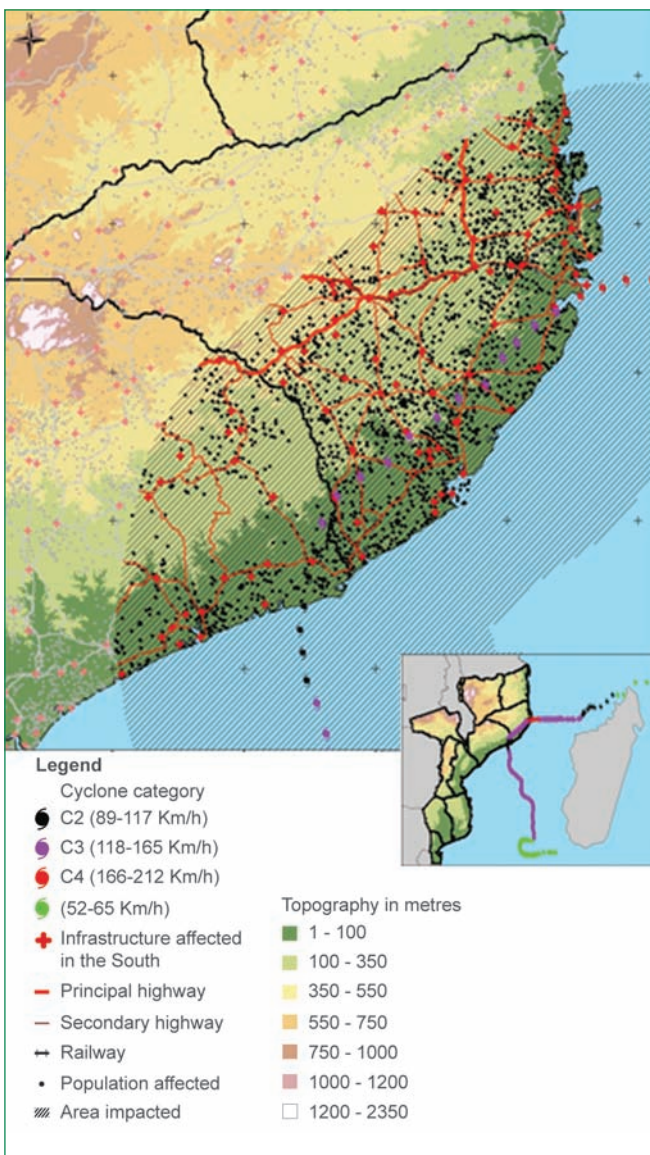 N
Legend
Cyclone category
C2 (89-117 Km/h)
C3 (118-165 Km/h)
C4 (166-212 Km/h)
(52-65 Km/h)
Infrastructure affected
in the South
Principal highway
Secondary highway
Railway
Population affected
Area impacted
Topography in metres
1 - 100
100 - 350
350 - 550
550 - 750
750 - 1000
1000 - 1200
1200 - 2350